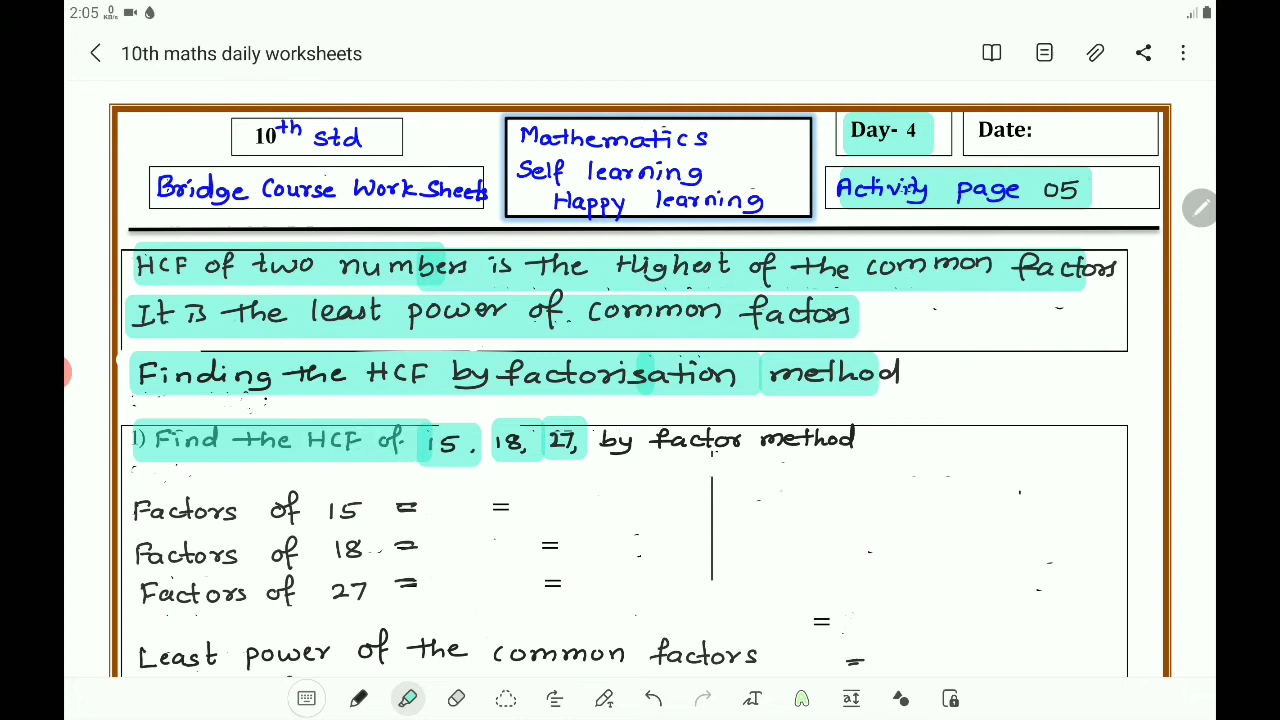 2:05 0 KB/s
10th maths daily worksheets
10th std
Mathematics
Self learning
Happy learning
Day- 4
Date:
Bridge Course Work Sheets
Activity page 05
HCF of two numbers is the Highest of the common factors
It is the least power of common factors
Finding the HCF by factorisation method
1) Find the HCF of 15, 18, 27, by factor method
Factors of 15 = =
Factors of 18 = =
Factors of 27 = =
=
Least power of the common factors =